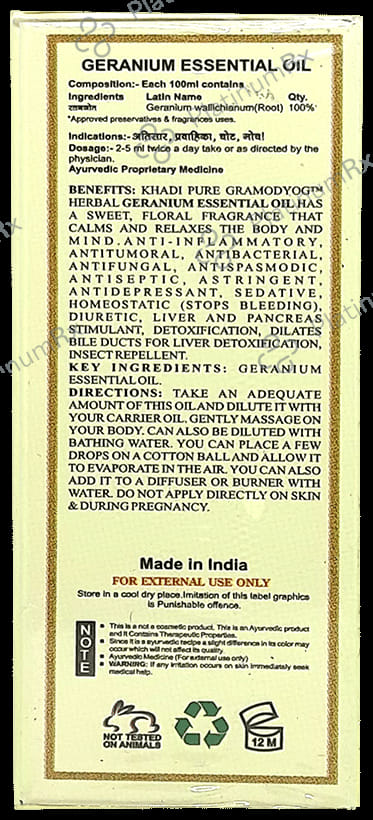 GERANIUM ESSENTIAL OIL
Composition:- Each 100ml contains
Ingredients Latin Name Qty.
Geranium wallichianum(Root) 100%*
*Approved preservatives & fragrances uses.
Indications:- अतिसार, प्रवाहिका, चोट, मोच।
Dosage:- 2-5 ml twice a day take or as directed by the
physician.
Ayurvedic Proprietary Medicine
BENEFITS: KHADI PURE GRAMODYOG™
HERBAL GERANIUM ESSENTIAL OIL HAS
A SWEET, FLORAL FRAGRANCE THAT
CALMS AND RELAXES THE BODY AND
MIND. ANTI-INFLAMMATORY,
ANTITUMORAL, ANTIBACTERIAL,
ANTIFUNGAL, ANTISPASMODIC,
ANTISEPTIC, ASTRINGENT,
ANTIDEPRESSANT, SEDATIVE,
HOMEOSTATIC (STOPS BLEEDING),
DIURETIC, LIVER AND PANCREAS
STIMULANT, DETOXIFICATION, DILATES
BILE DUCTS FOR LIVER DETOXIFICATION,
INSECT REPELLENT.
KEY INGREDIENTS: GERANIUM
ESSENTIAL OIL.
DIRECTIONS: TAKE AN ADEQUATE
AMOUNT OF THIS OIL AND DILUTE IT WITH
YOUR CARRIER OIL. GENTLY MASSAGE ON
YOUR BODY. CAN ALSO BE DILUTED WITH
BATHING WATER. YOU CAN PLACE A FEW
DROPS ON A COTTON BALL AND ALLOW IT
TO EVAPORATE IN THE AIR. YOU CAN ALSO
ADD IT TO A DIFFUSER OR BURNER WITH
WATER. DO NOT APPLY DIRECTLY ON SKIN
& DURING PREGNANCY.
Made in India
FOR EXTERNAL USE ONLY
Store in a cool dry place.Imitation of this label graphics
is Punishable offence.
NOTE
This is a not a cosmetic product. This is an Ayurvedic product
and It Contains Therapeutic Properties.
Since it is a ayurvedic recipe a slight difference in its color may
occur which will not affect its quality.
Ayurvedic Medicine (For external use only)
WARNING: If any irritation occurs on skin immediately seek
medical help.
NOT TESTED
ON ANIMALS
12 M
PlatinumRx